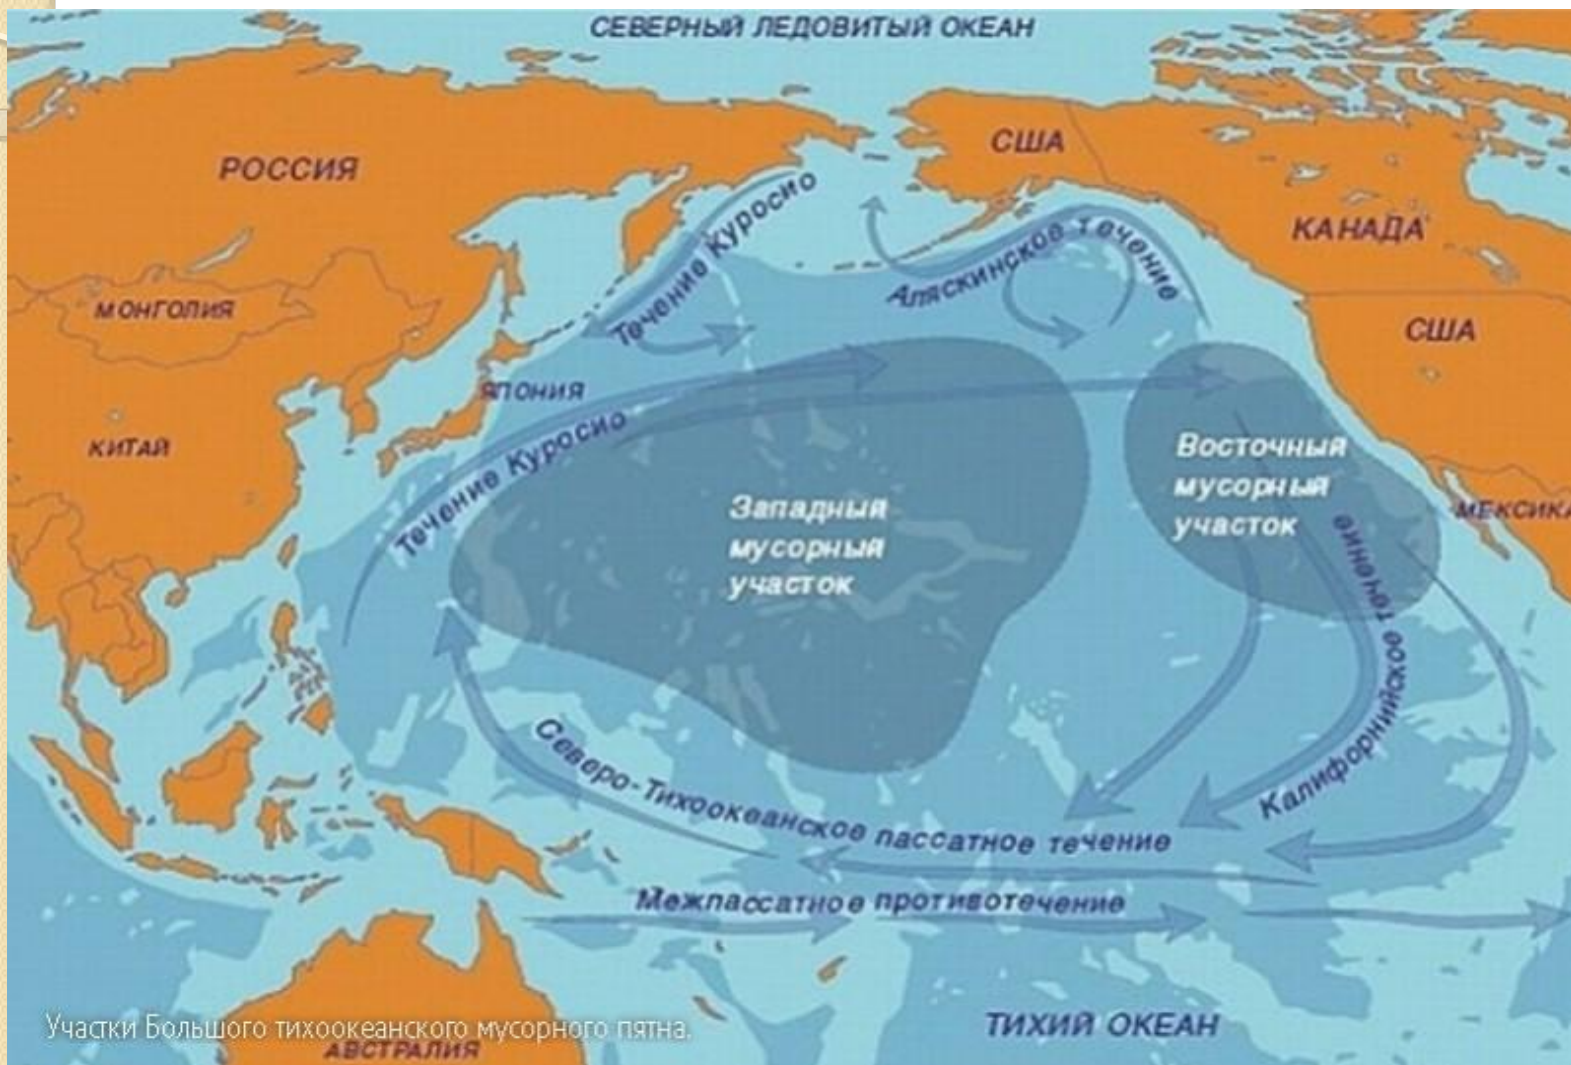 СЕВЕРНЫЙ ЛЕДОВИТЫЙ ОКЕАН
РОССИЯ
США
КАНАДА
Течение Куросио
Аляскинское течение
МОНГОЛИЯ
США
ЯПОНИЯ
КИТАЙ
Течение Куросио
Западный
мусорный
участок
Восточный
мусорный
участок
МЕКСИКА
Калифорнийское течение
Северо-Тихоокеанское пассатное течение
Межпассатное противотечение
ТИХИЙ ОКЕАН
Участки Большого тихоокеанского мусорного пятна.
АВСТРАЛИЯ